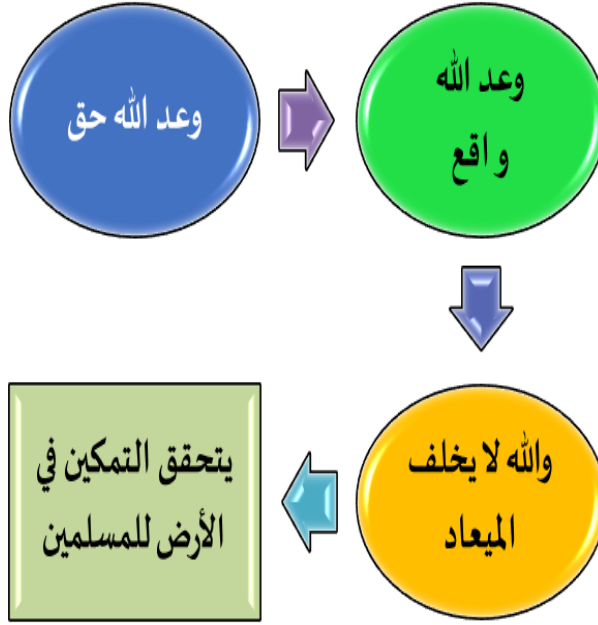 وعد الله حق
وعد الله
و اقع
والله لا يخلف
الميعاد
يتحقق التمكين في
الأرض للمسلمين